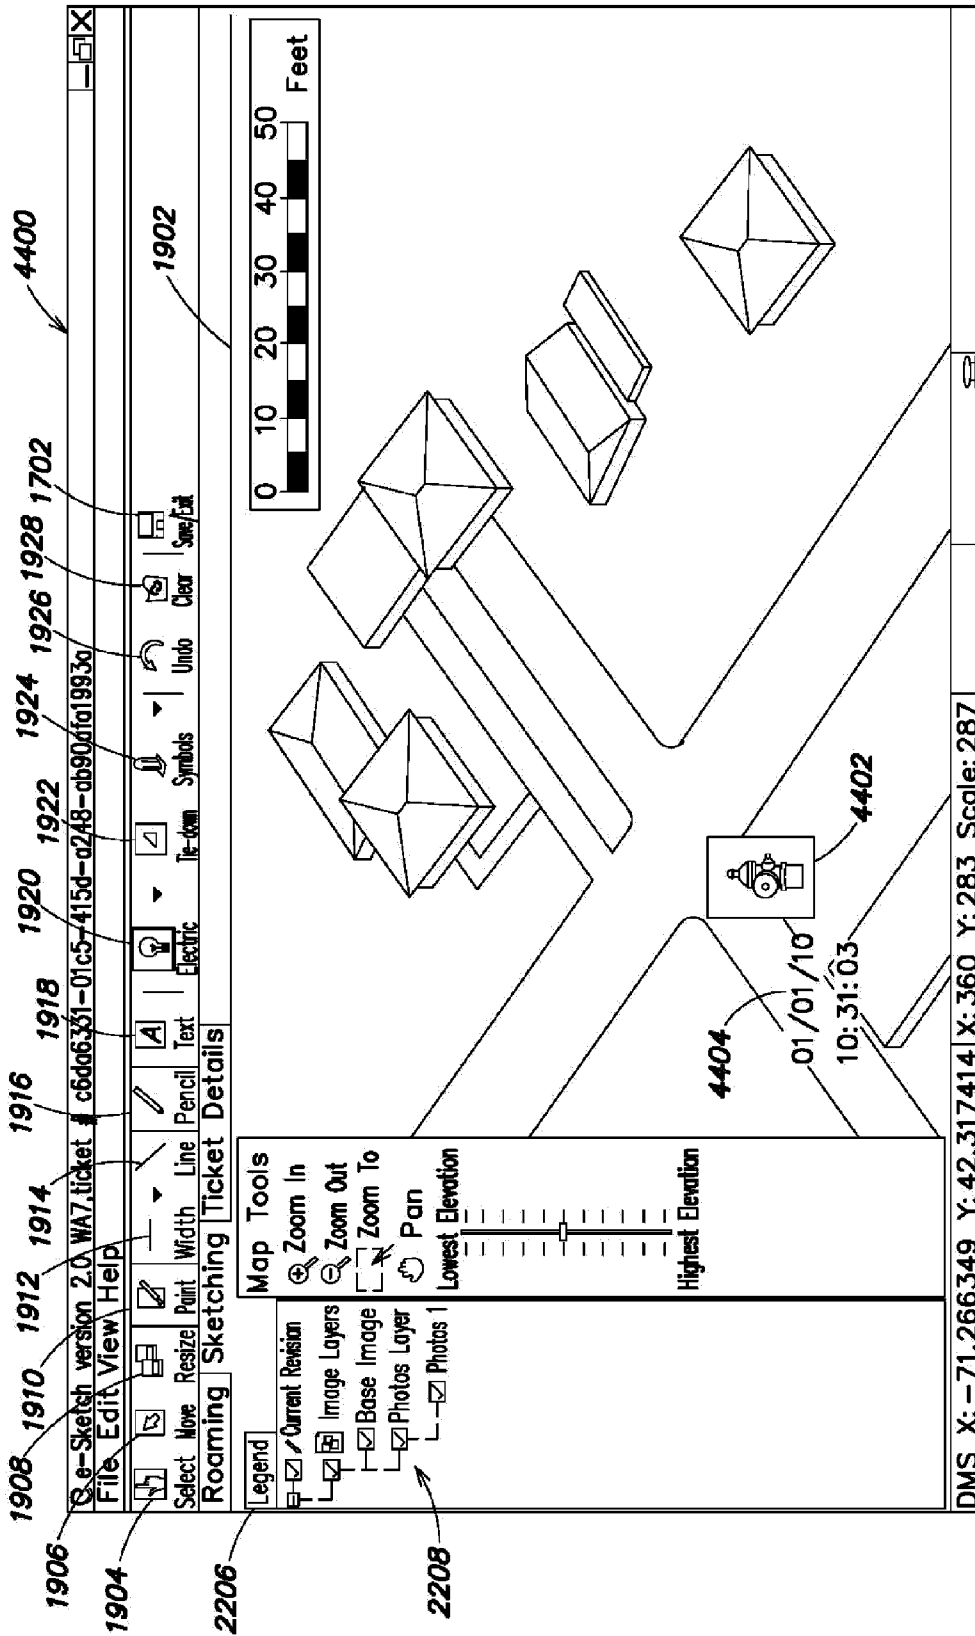 4400
1904
1906
1908
1910
1912
1914
1916
1918
1920
1922
1924
1926
1928
1702
1902
e-Sketch version 2.0 WA7,ticket # c6da6331-01c5-415d-a248-ab90dfa1993a
File Edit View Help
Select Move Resize Paint Width Line Pencil Text Electric Tie-down Symbols Undo Clear Save/Exit
Roaming Sketching Ticket Details
2206
Legend
Current Revision
Image Layers
Base Image
Photos Layer
Photos 1
2208
Map Tools
Zoom In
Zoom Out
Zoom To
Pan
Lowest Elevation
Highest Elevation
0 10 20 30 40 50
Feet
4404
01/01/10
10:31:03
4402
DMS X: -71.266349 Y: 42.317414 X: 360 Y: 283 Scale: 287